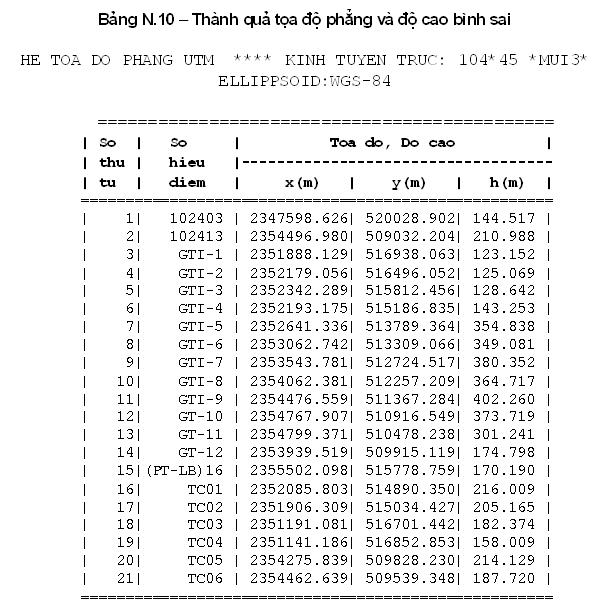 Bảng N.10 – Thành quả tọa độ phẳng và độ cao bình sai
HE TOA DO PHANG UTM **** KINH TUYEN TRUC: 104*45 *MUI3*
ELLIPPSOID:WGS-84
================================================
| So | So | Toa do, Do cao |
| thu | hieu |----------------------------------
| tu | diem | x(m) | y(m) | h(m) |
==================================================
| 1| 102403 | 2347598.626| 520028.902| 144.517 |
| 2| 102413 | 2354496.980| 509032.204| 210.988 |
| 3| GTI-1 | 2351888.129| 516938.063| 123.152 |
| 4| GTI-2 | 2352179.056| 516496.052| 125.069 |
| 5| GTI-3 | 2352342.289| 515812.456| 128.642 |
| 6| GTI-4 | 2352193.175| 515186.835| 143.253 |
| 7| GTI-5 | 2352641.336| 513789.364| 354.838 |
| 8| GTI-6 | 2353062.742| 513309.066| 349.081 |
| 9| GTI-7 | 2353543.781| 512724.517| 380.352 |
| 10| GTI-8 | 2354062.381| 512257.209| 364.717 |
| 11| GTI-9 | 2354476.559| 511367.284| 402.260 |
| 12| GT-10 | 2354767.907| 510916.549| 373.719 |
| 13| GT-11 | 2354799.371| 510478.238| 301.241 |
| 14| GT-12 | 2353939.519| 509915.119| 174.798 |
| 15|(PT-LB)16 | 2355502.098| 515778.759| 170.190 |
| 16| TC01 | 2352085.803| 514890.350| 216.009 |
| 17| TC02 | 2351906.309| 515034.427| 205.165 |
| 18| TC03 | 2351191.081| 516701.442| 182.374 |
| 19| TC04 | 2351141.186| 516852.853| 158.009 |
| 20| TC05 | 2354275.839| 509828.230| 214.129 |
| 21| TC06 | 2354462.639| 509539.348| 187.720 |
==================================================